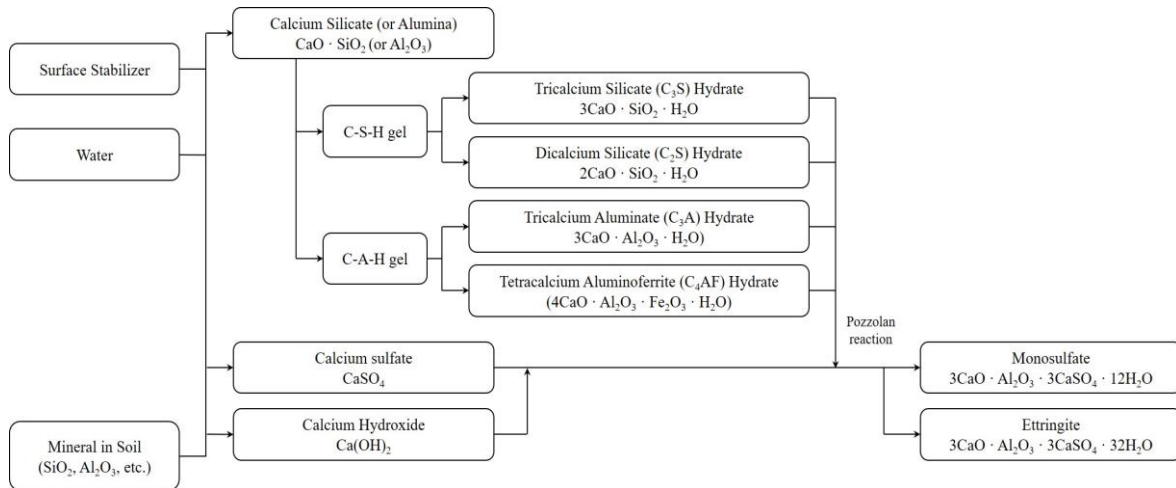 Calcium Silicate (or Alumina)
CaO · SiO₂ (or Al₂O₃)
Surface Stabilizer
Water
Mineral in Soil
(SiO₂, Al₂O₃, etc.)
C-S-H gel
C-A-H gel
Tricalcium Silicate (C₃S) Hydrate
3CaO · SiO₂ · H₂O
Dicalcium Silicate (C₂S) Hydrate
2CaO · SiO₂ · H₂O
Tricalcium Aluminate (C₃A) Hydrate
3CaO · Al₂O₃ · H₂O)
Tetracalcium Aluminoferrite (C₄AF) Hydrate
(4CaO · Al₂O₃ · Fe₂O₃ · H₂O)
Calcium sulfate
CaSO₄
Calcium Hydroxide
Ca(OH)₂
Pozzolan
reaction
Monosulfate
3CaO · Al₂O₃ · 3CaSO₄ · 12H₂O
Ettringite
3CaO · Al₂O₃ · 3CaSO₄ · 32H₂O